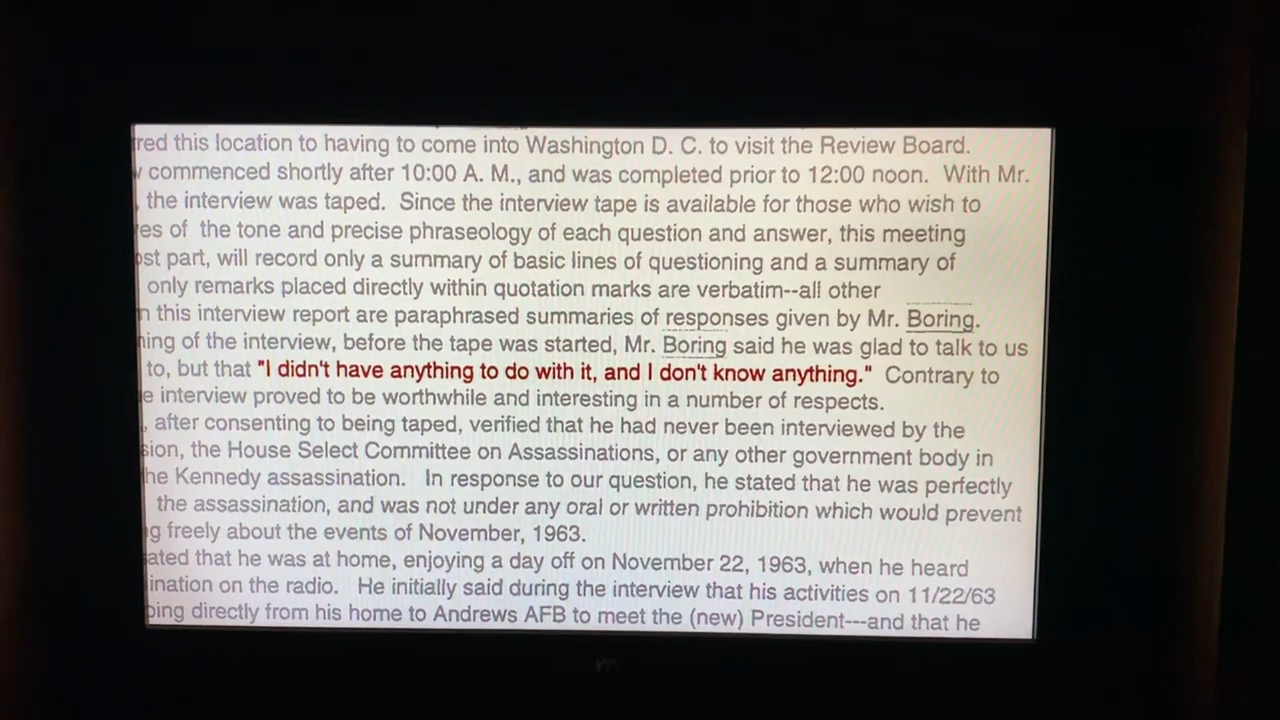 red this location to having to come into Washington D. C. to visit the Review Board.
commenced shortly after 10:00 A. M., and was completed prior to 12:00 noon. With Mr.
, the interview was taped. Since the interview tape is available for those who wish to
es of the tone and precise phraseology of each question and answer, this meeting
ost part, will record only a summary of basic lines of questioning and a summary of
only remarks placed directly within quotation marks are verbatim--all other
n this interview report are paraphrased summaries of responses given by Mr. Boring.
ning of the interview, before the tape was started, Mr. Boring said he was glad to talk to us
to, but that "I didn't have anything to do with it, and I don't know anything." Contrary to
e interview proved to be worthwhile and interesting in a number of respects.
, after consenting to being taped, verified that he had never been interviewed by the
sion, the House Select Committee on Assassinations, or any other government body in
he Kennedy assassination. In response to our question, he stated that he was perfectly
the assassination, and was not under any oral or written prohibition which would prevent
g freely about the events of November, 1963.
ated that he was at home, enjoying a day off on November 22, 1963, when he heard
ination on the radio. He initially said during the interview that his activities on 11/22/63
ping directly from his home to Andrews AFB to meet the (new) President---and that he